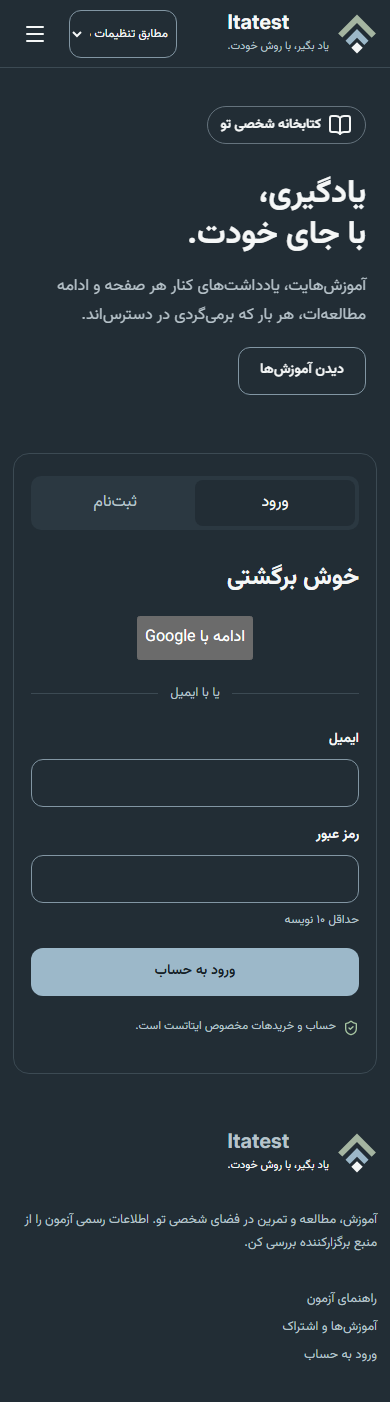 Itatest
یاد بگیر، با روش خودت.
مطابق تنظیمات
کتابخانه شخصی تو
یادگیری،
با جای خودت.
آموزش‌هایت، یادداشت‌های کنار هر صفحه و ادامه
مطالعه‌ات، هر بار که برمی‌گردی در دسترس‌اند.
دیدن آموزش‌ها
ورود
ثبت‌نام
خوش برگشتی
ادامه با Google
یا با ایمیل
ایمیل
رمز عبور
حداقل ۱۰ نویسه
ورود به حساب
حساب و خریدهات مخصوص ایتاتست است.
Itatest
یاد بگیر، با روش خودت.
آموزش، مطالعه و تمرین در فضای شخصی تو. اطلاعات رسمی آزمون را از
منبع برگزارکننده بررسی کن.
راهنمای آزمون
آموزش‌ها و اشتراک
ورود به حساب